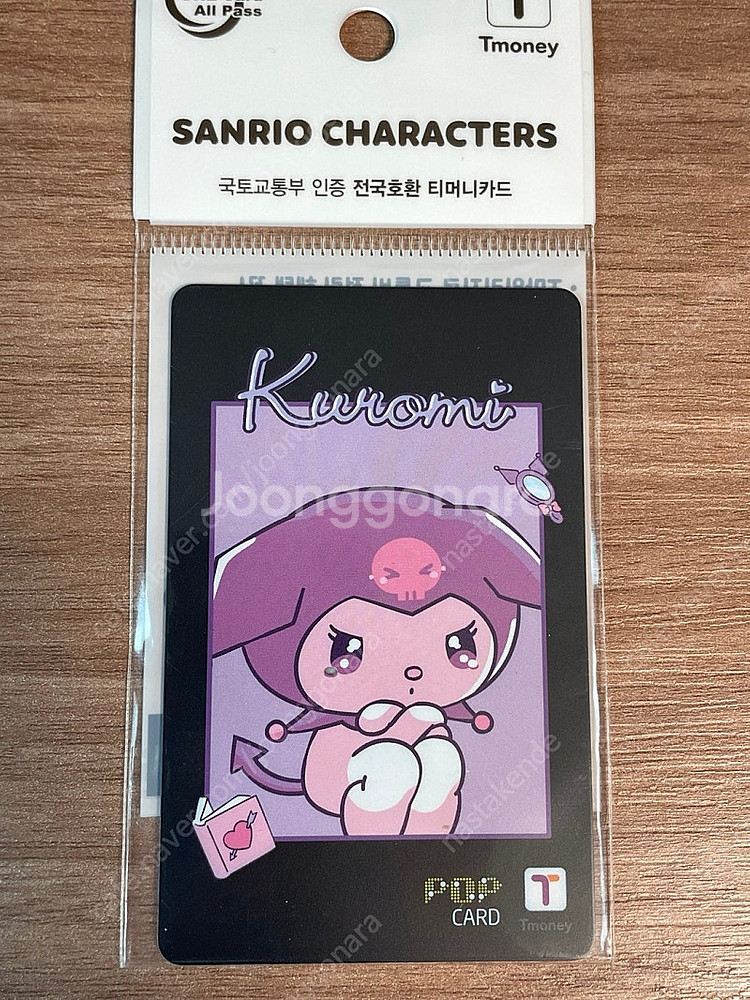 All Pass
Tmoney
SANRIO CHARACTERS
국토교통부 인증 전국호환 티머니카드
Kuromi
joonggonara
POP
CARD
Tmoney